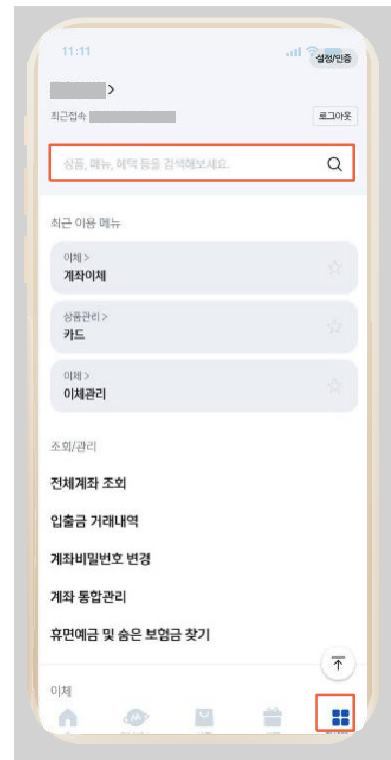 11:11
설정/인증
최근접속
로그아웃
상품, 메뉴, 혜택 등을 검색해보세요.
최근 이용 메뉴
이체 >
계좌이체
상품관리 >
카드
이체 >
이체관리
조회/관리
전체계좌 조회
입출금 거래내역
계좌비밀번호 변경
계좌 통합관리
휴면예금 및 숨은 보험금 찾기
이체